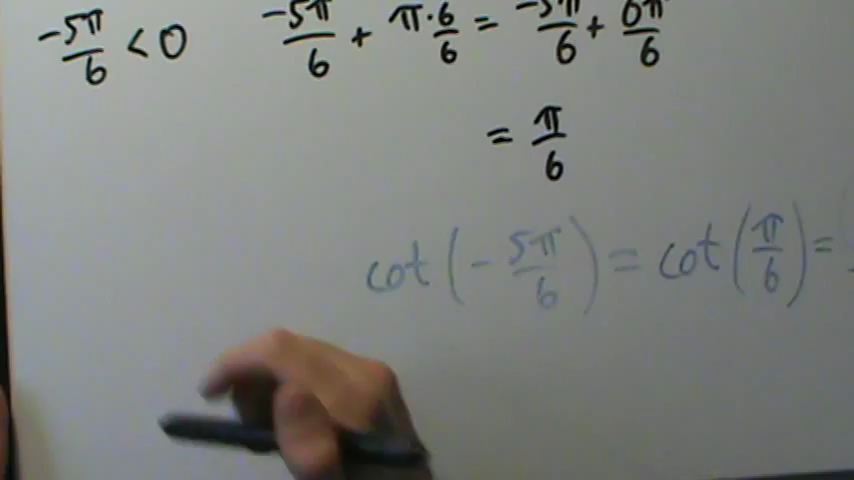 -5π/6 < 0   -5π/6 + π·6/6 = -5π/6 + 6π/6
= π/6
cot(-5π/6) = cot(π/6) =